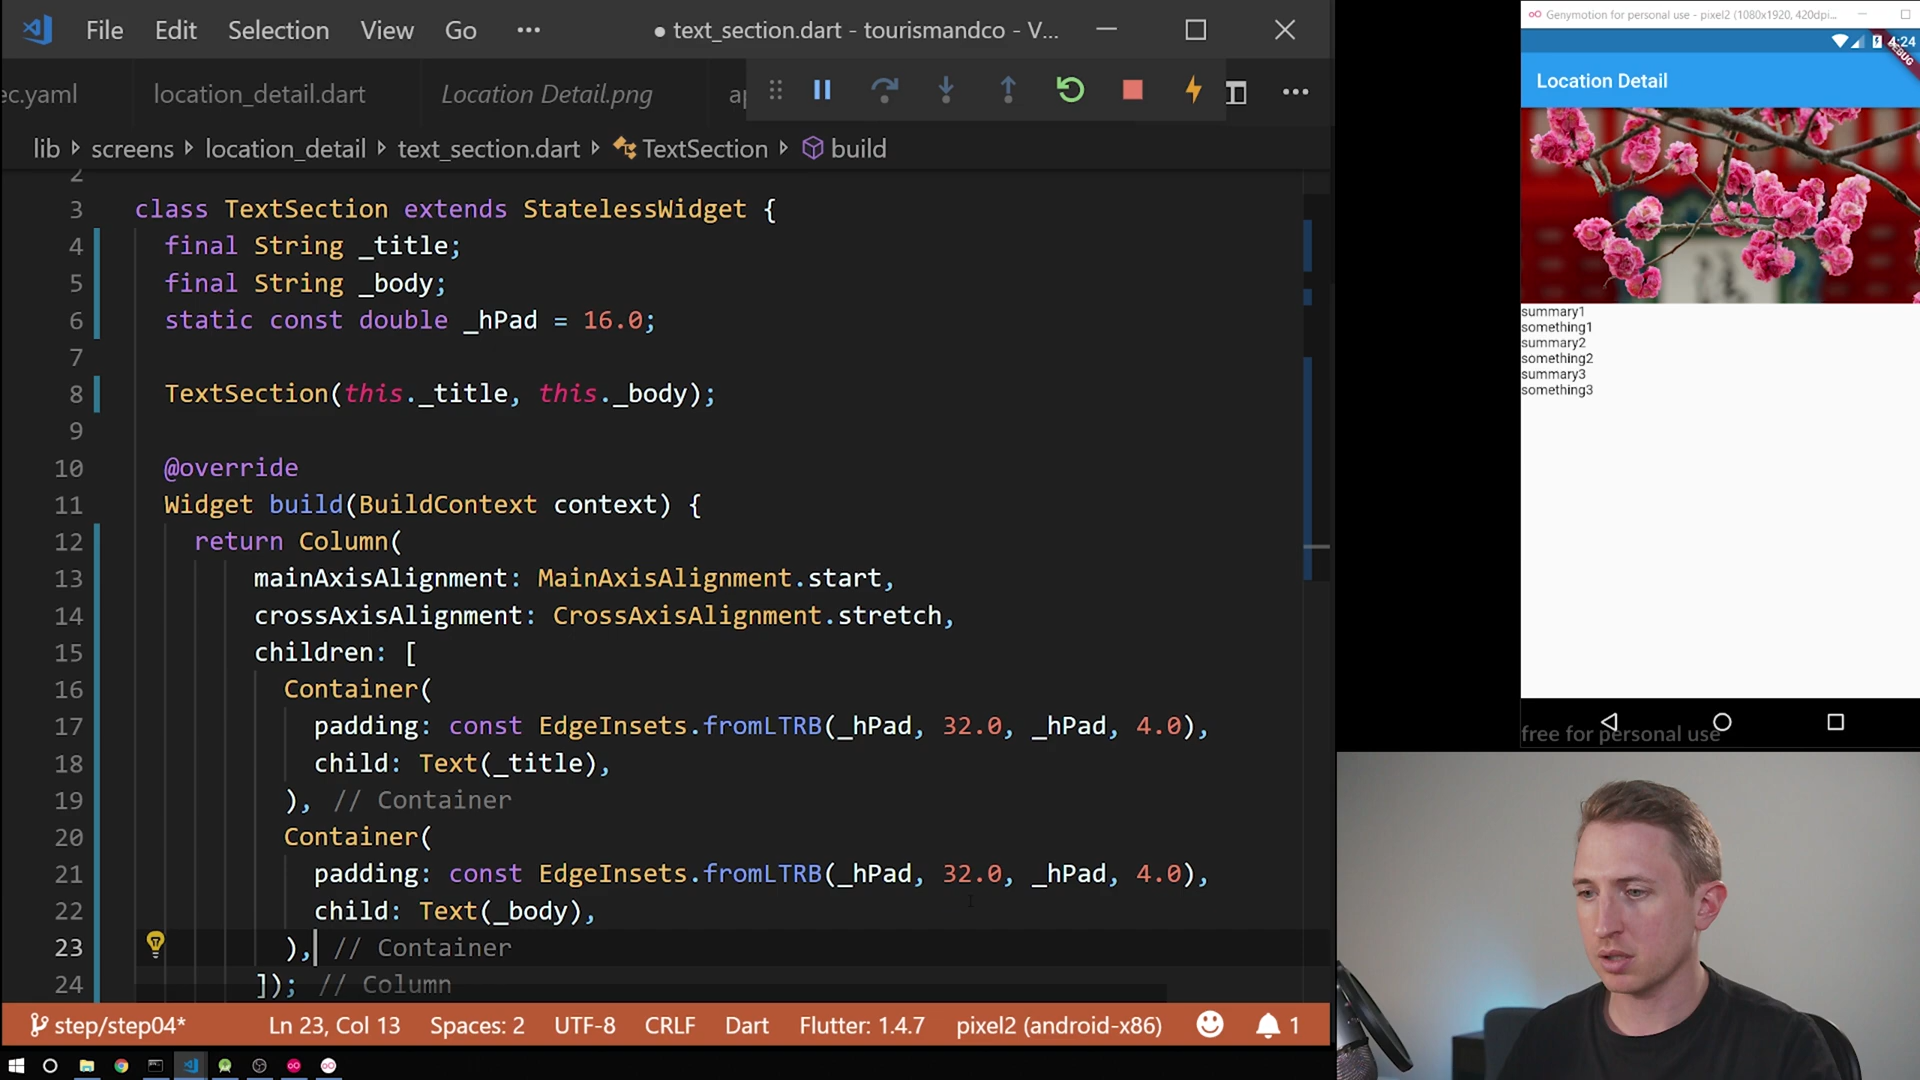 File Edit Selection View Go ··· ● text_section.dart - tourismandco - V...
ec.yaml location_detail.dart Location Detail.png ap
lib screens location_detail text_section.dart TextSection build
2
3 class TextSection extends StatelessWidget {
4 final String _title;
5 final String _body;
6 static const double _hPad = 16.0;
7
8 TextSection(this._title, this._body);
9
10 @override
11 Widget build(BuildContext context) {
12 return Column(
13 mainAxisAlignment: MainAxisAlignment.start,
14 crossAxisAlignment: CrossAxisAlignment.stretch,
15 children: [
16 Container(
17 padding: const EdgeInsets.fromLTRB(_hPad, 32.0, _hPad, 4.0),
18 child: Text(_title),
19 ), // Container
20 Container(
21 padding: const EdgeInsets.fromLTRB(_hPad, 32.0, _hPad, 4.0),
22 child: Text(_body),
23 ), // Container
24 ]); // Column
step/step04* Ln 23, Col 13 Spaces: 2 UTF-8 CRLF Dart Flutter: 1.4.7 pixel2 (android-x86) 1
Genymotion for personal use - pixel2 (1080x1920, 420dpi...
4:24
DEBUG
Location Detail
summary1
something1
summary2
something2
summary3
something3
free for personal use